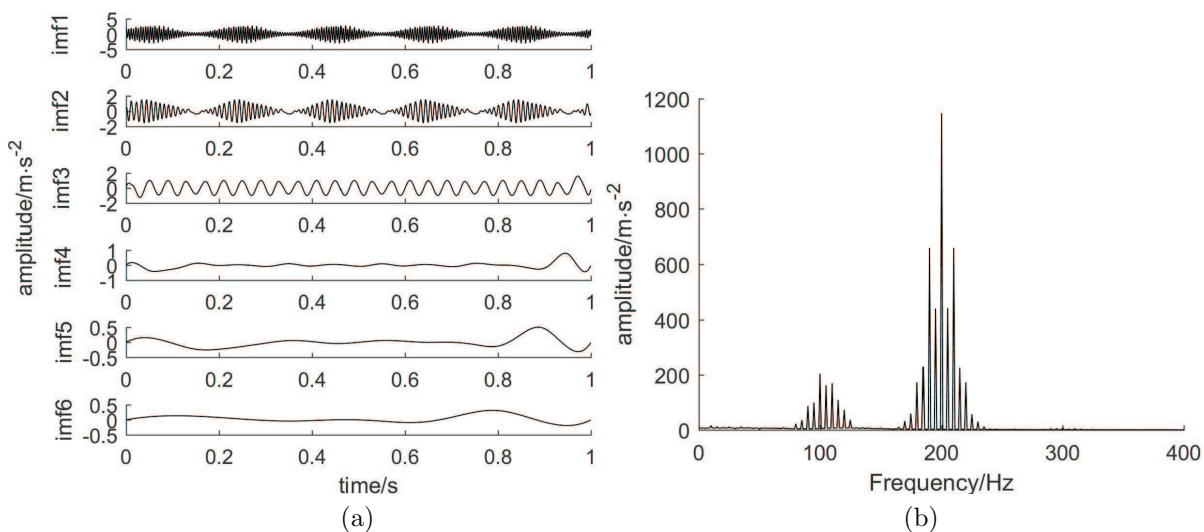 amplitude/m·s⁻²
imf1
5
0
-5
0 0.2 0.4 0.6 0.8 1
imf2
2
0
-2
0 0.2 0.4 0.6 0.8 1
imf3
2
0
-2
0 0.2 0.4 0.6 0.8 1
imf4
1
0
-1
0 0.2 0.4 0.6 0.8 1
imf5
0.5
0
-0.5
0 0.2 0.4 0.6 0.8 1
imf6
0.5
0
-0.5
0 0.2 0.4 0.6 0.8 1
time/s
(a)
amplitude/m·s⁻²
1200
1000
800
600
400
200
0
0 100 200 300 400
Frequency/Hz
(b)